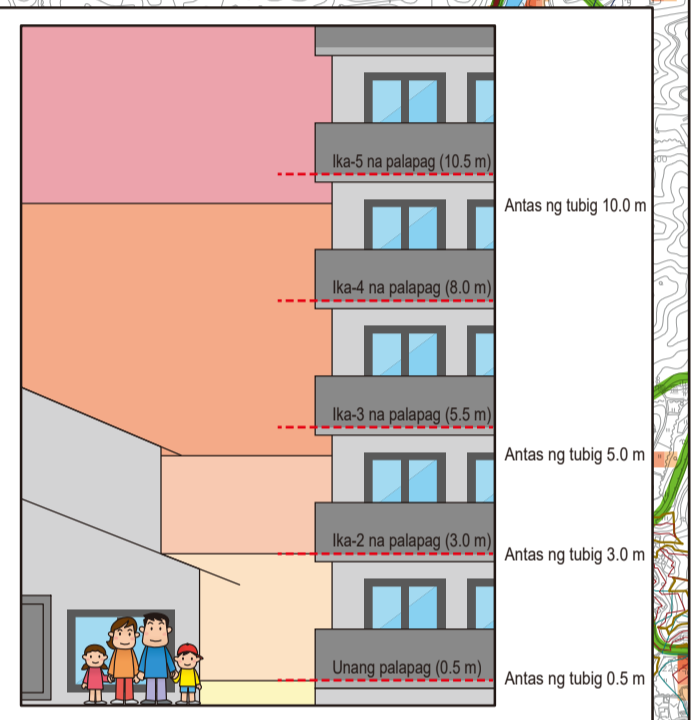 Ika-5 na palapag (10.5 m)
Antas ng tubig 10.0 m
Ika-4 na palapag (8.0 m)
Ika-3 na palapag (5.5 m)
Antas ng tubig 5.0 m
Ika-2 na palapag (3.0 m)
Antas ng tubig 3.0 m
Unang palapag (0.5 m)
Antas ng tubig 0.5 m